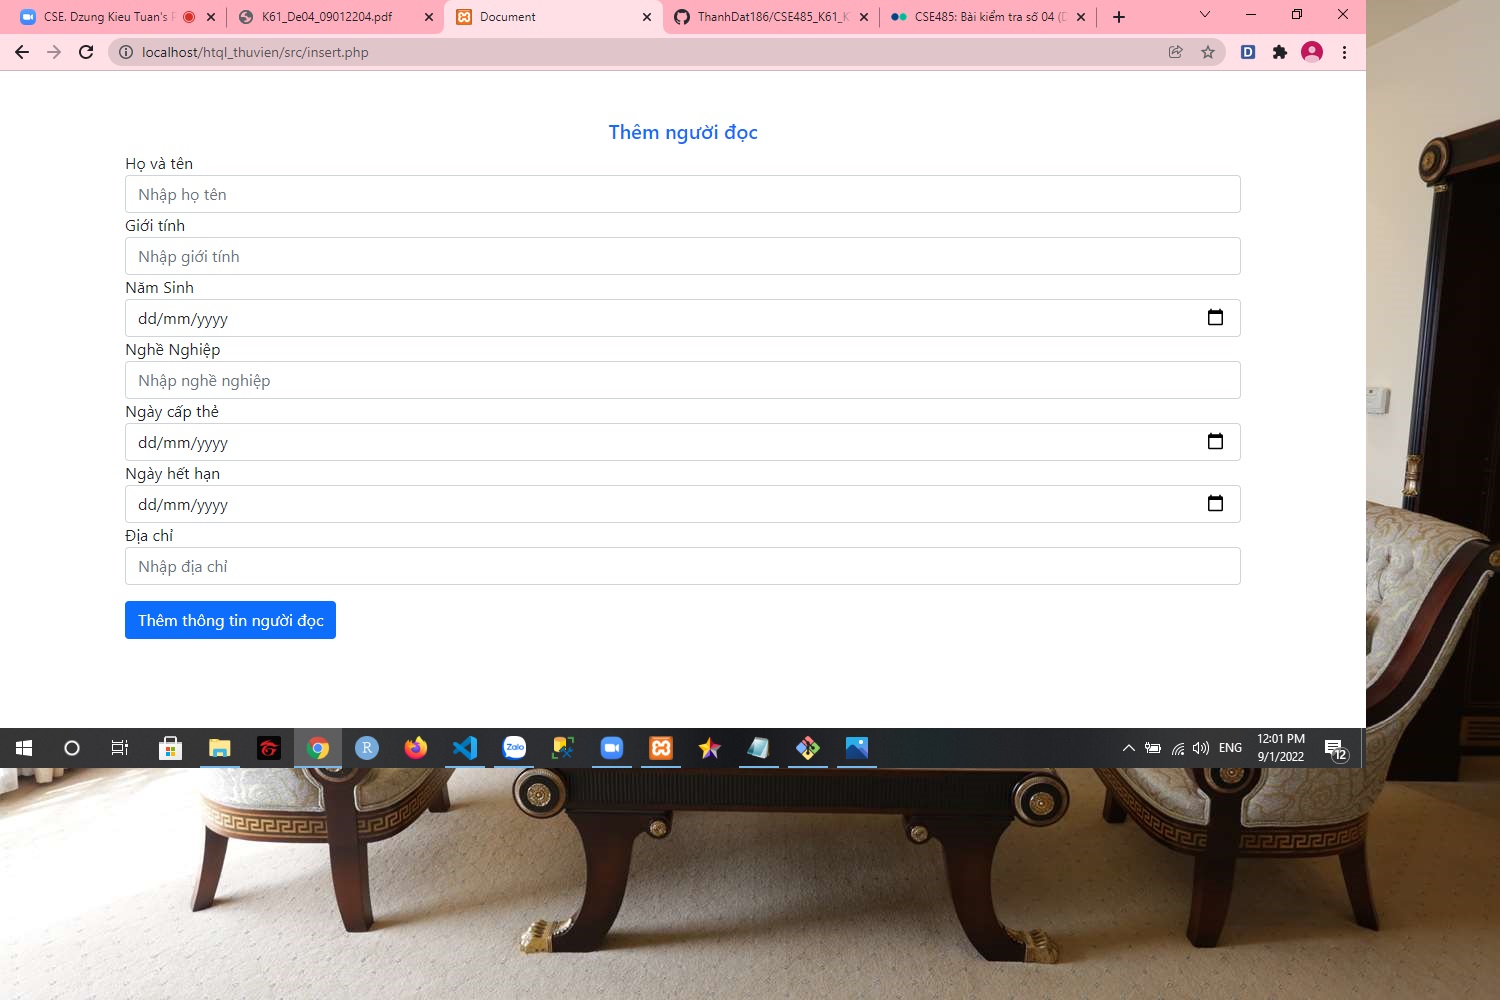 CSE. Dzung Kieu Tuan's
K61_De04_09012204.pdf
Document
ThanhDat186/CSE485_K61_K
CSE485: Bài kiểm tra số 04 (
localhost/htql_thuvien/src/insert.php
Thêm người đọc
Họ và tên
Nhập họ tên
Giới tính
Nhập giới tính
Năm Sinh
dd/mm/yyyy
Nghề Nghiệp
Nhập nghề nghiệp
Ngày cấp thẻ
dd/mm/yyyy
Ngày hết hạn
dd/mm/yyyy
Địa chỉ
Nhập địa chỉ
Thêm thông tin người đọc
R
Zalo
ENG
12:01 PM
9/1/2022
12